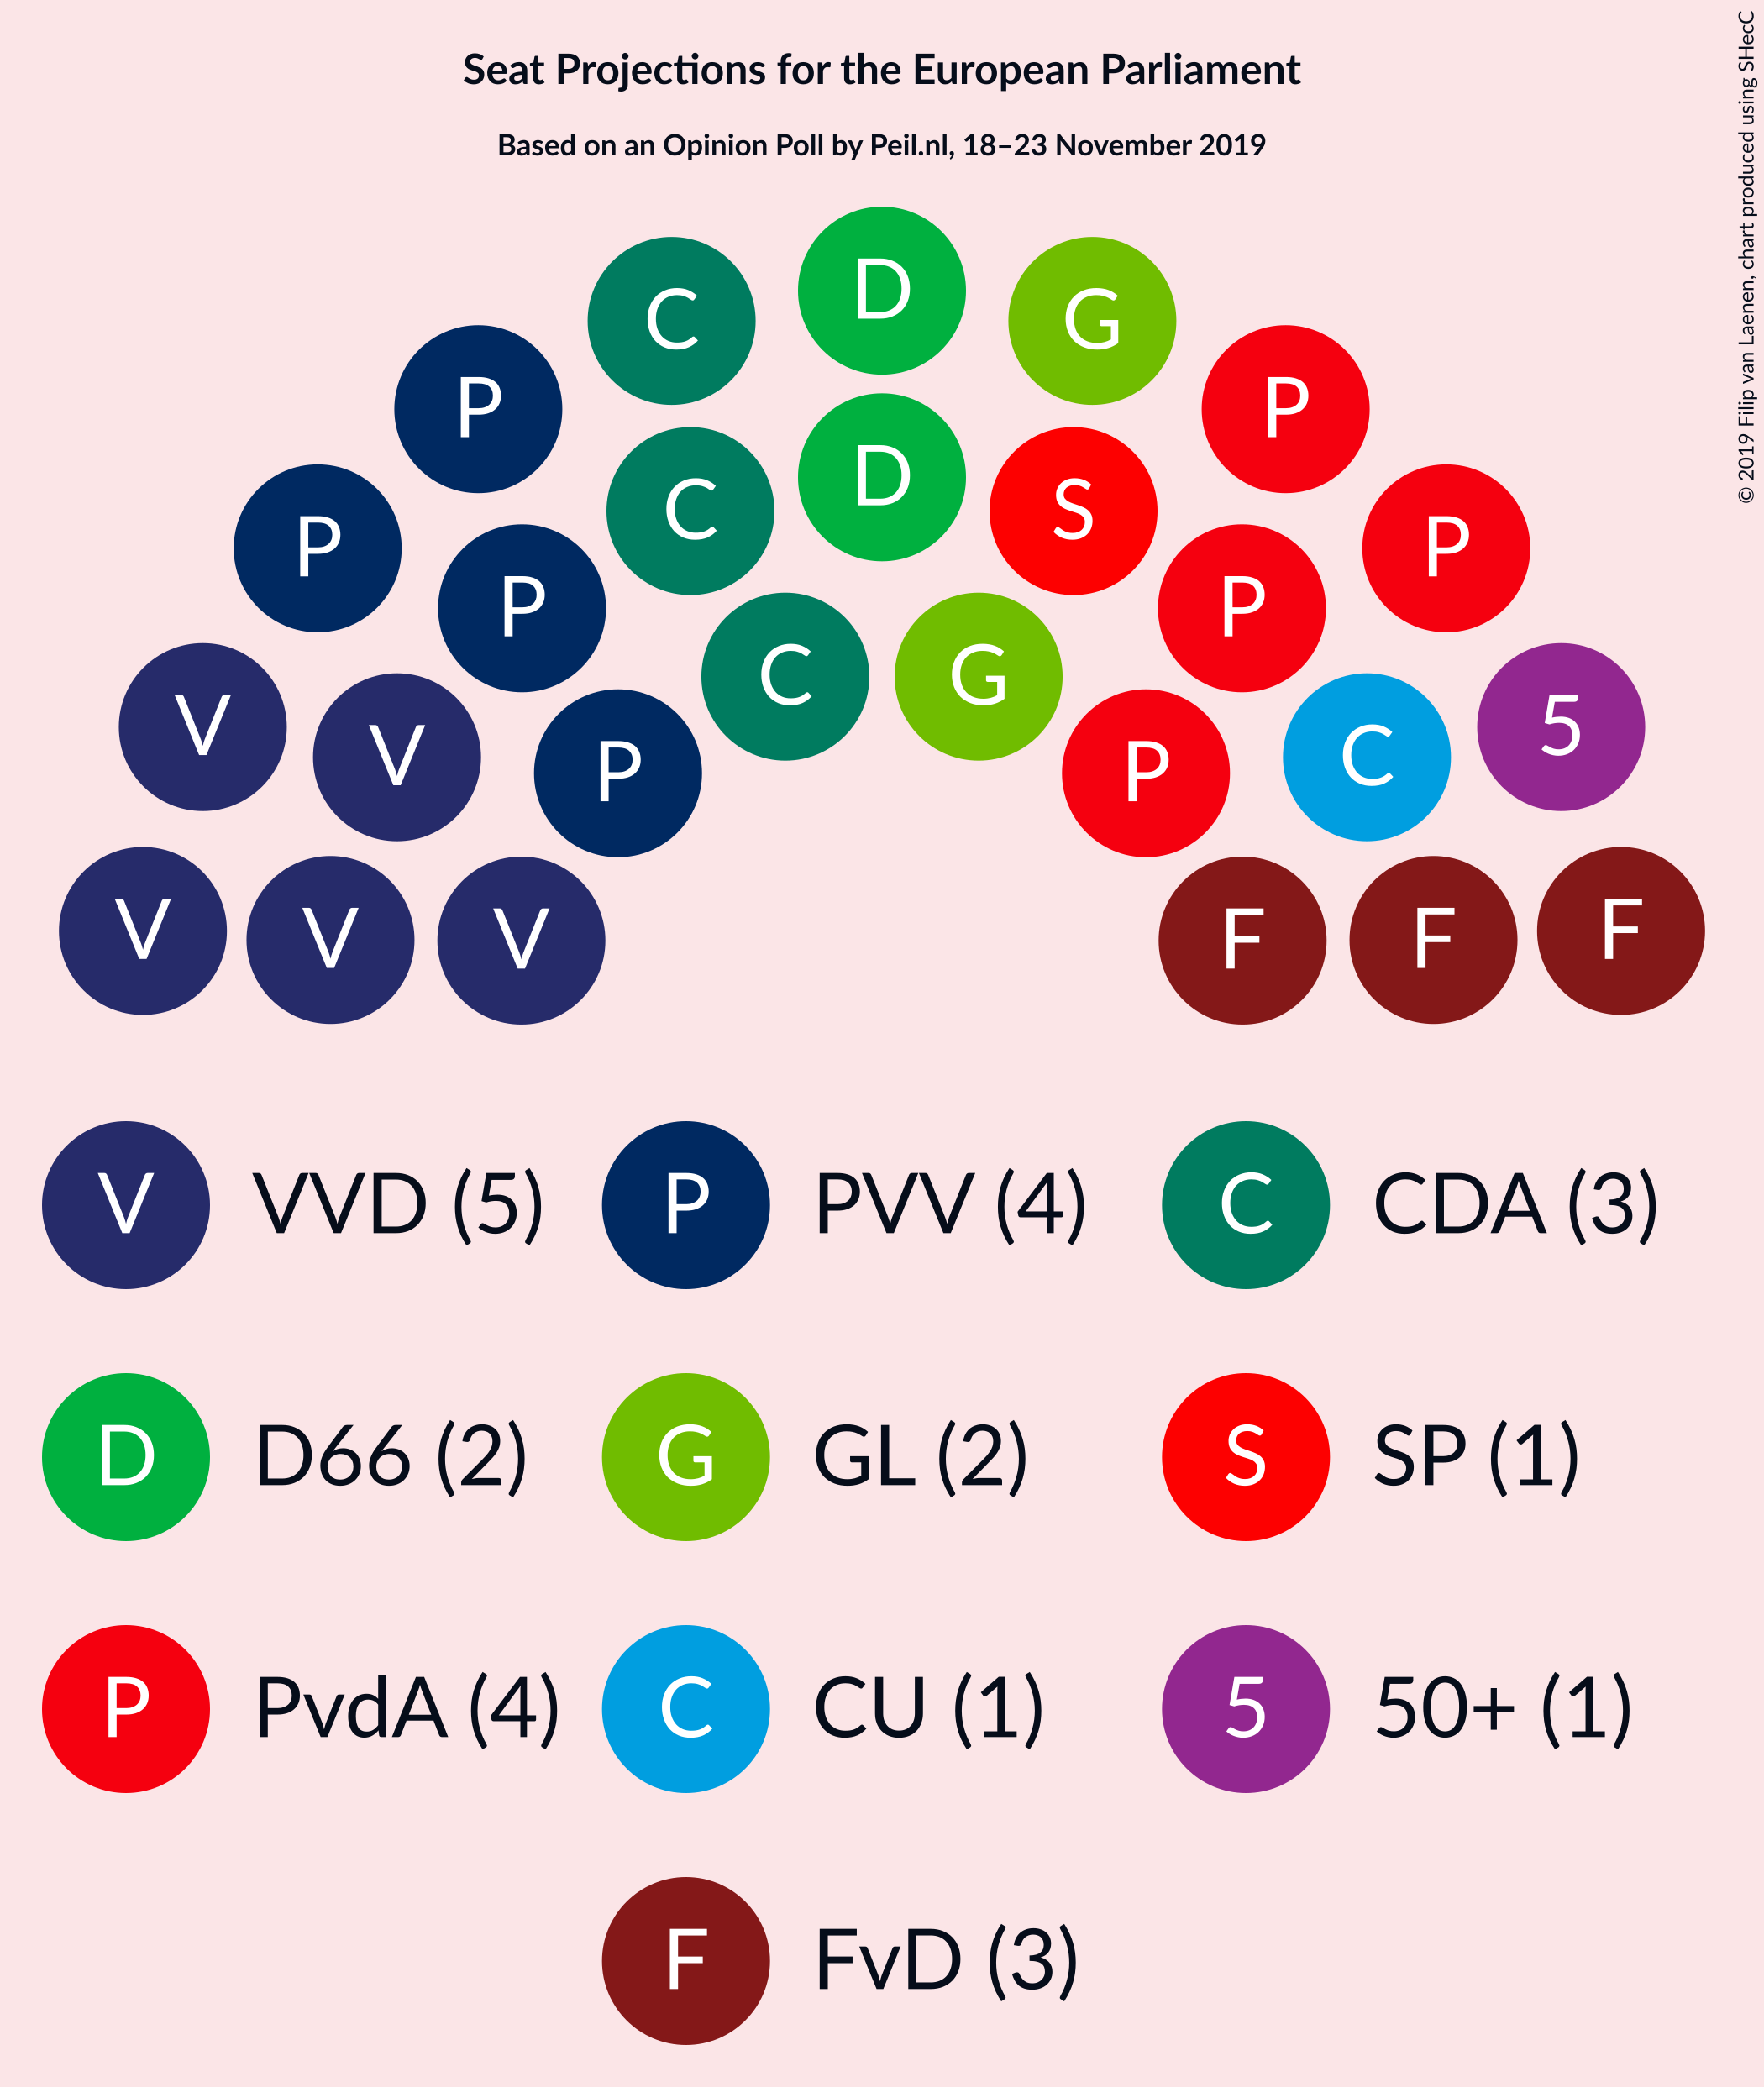 Seat Projections for the European Parliament
Based on an Opinion Poll by Peil.nl, 18–23 November 2019
© 2019 Filip van Laenen, chart produced using SHecC
D
C G
P P
D
C S
P P
P P
C G
V 5
V C
P P
V F
V F
V F
V VVD (5) P PVV (4) C CDA (3)
D D66 (2) G GL (2) S SP (1)
P PvdA (4) C CU (1) 5 50+ (1)
F FvD (3)